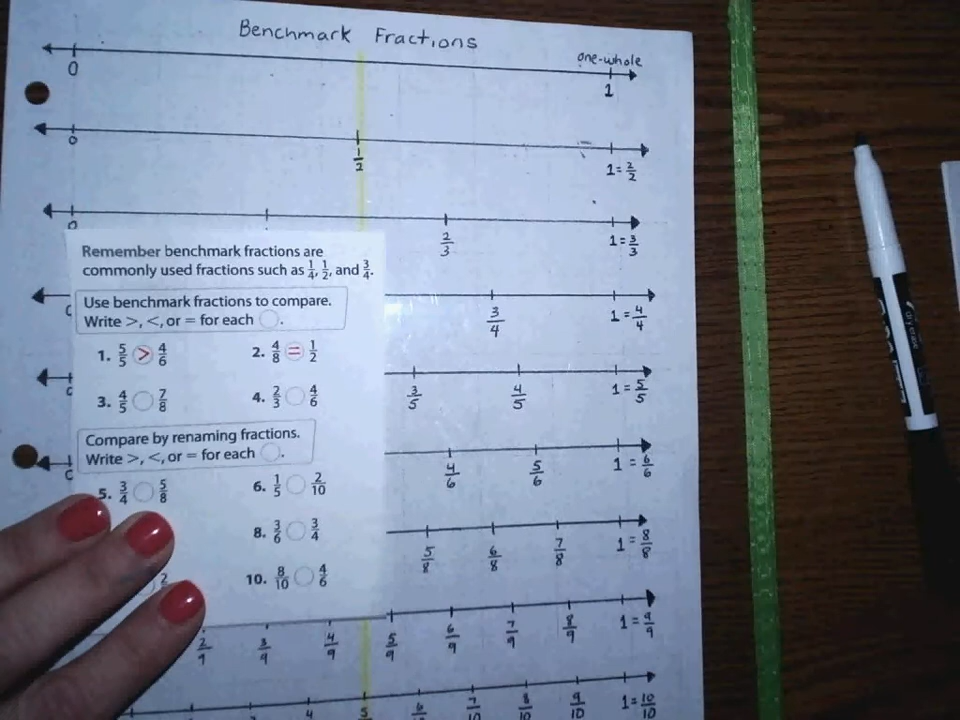 Benchmark Fractions
one-whole
0 1
0 1/2 1=2/2
0 2/3 1=3/3
Remember benchmark fractions are
commonly used fractions such as 1/4, 1/2, and 3/4.
Use benchmark fractions to compare.
Write >, <, or = for each ○.
1. 5/5 > 4/6 2. 4/8 = 1/2
3. 4/5 ○ 7/8 4. 2/3 ○ 4/6
Compare by renaming fractions.
Write >, <, or = for each ○.
5. 3/4 ○ 5/8 6. 1/5 ○ 2/10
8. 3/6 ○ 3/4
10. 8/10 ○ 4/6
3/4 1=4/4
3/5 4/5 1=5/5
4/6 5/6 1=6/6
5/8 6/8 7/8 1=8/8
2/9 3/9 4/9 5/9 6/9 7/9 8/9 1=9/9
4 5 6 7/10 8/10 9/10 1=10/10